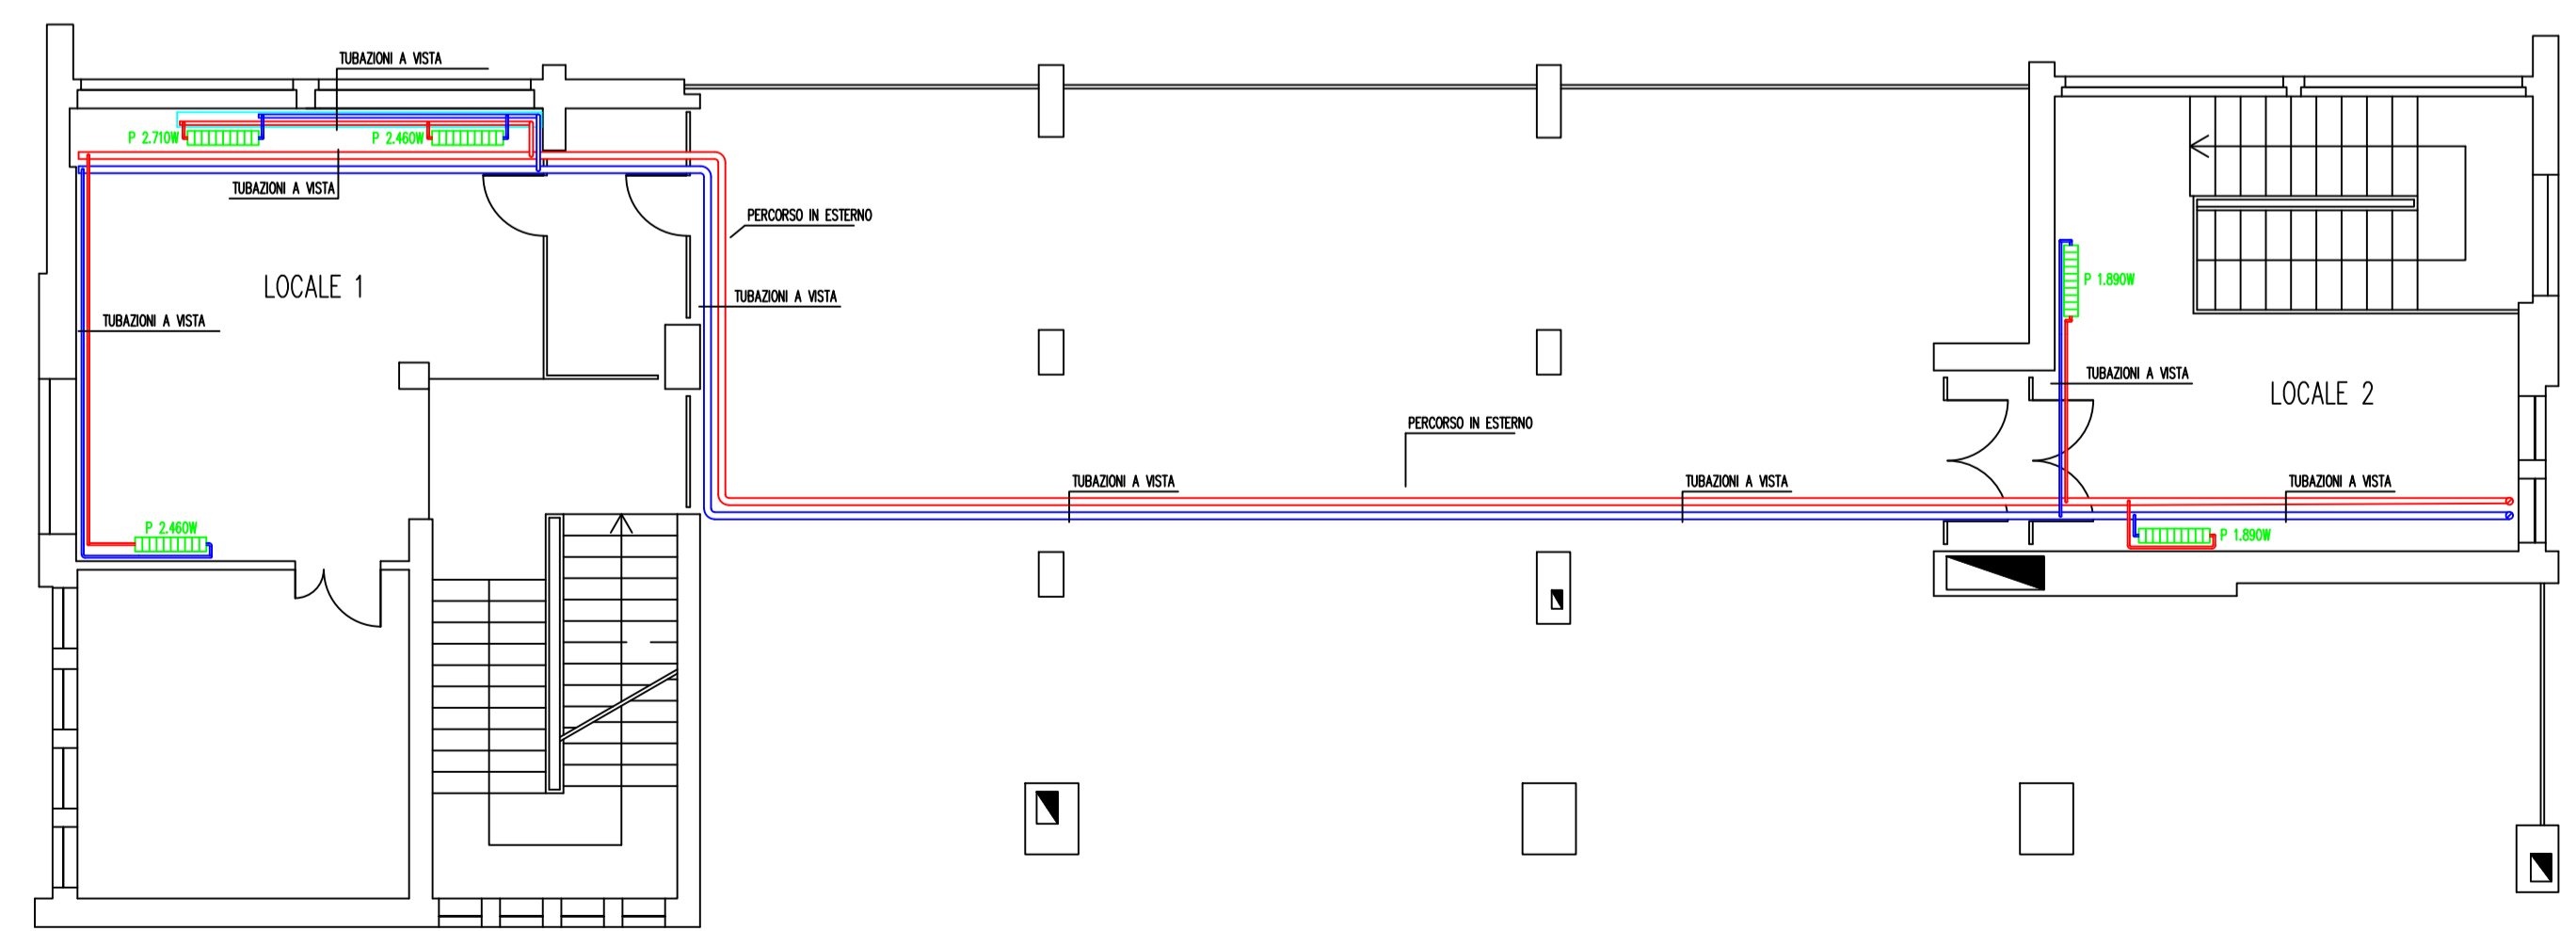 TUBAZIONI A VISTA
P 2.710W
P 2.460W
TUBAZIONI A VISTA
PERCORSO IN ESTERNO
LOCALE 1
TUBAZIONI A VISTA
TUBAZIONI A VISTA
P 1.890W
TUBAZIONI A VISTA
LOCALE 2
PERCORSO IN ESTERNO
TUBAZIONI A VISTA
TUBAZIONI A VISTA
TUBAZIONI A VISTA
P 2.460W
P 1.890W